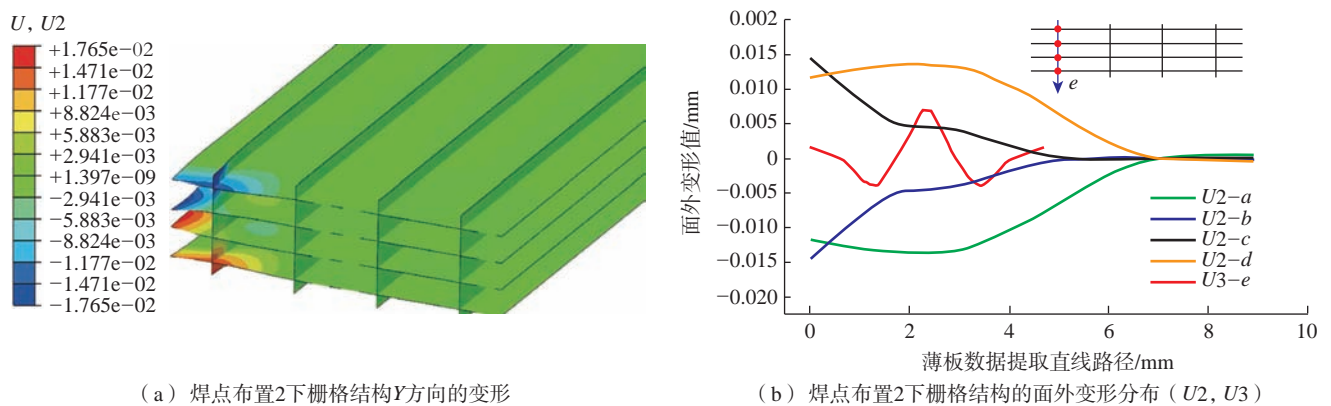 U, U2
+1.765e−02
+1.471e−02
+1.177e−02
+8.824e−03
+5.883e−03
+2.941e−03
+1.397e−09
−2.941e−03
−5.883e−03
−8.824e−03
−1.177e−02
−1.471e−02
−1.765e−02
(a) 焊点布置2下栅格结构Y方向的变形
面外变形值/mm
0.020
0.015
0.010
0.005
0
−0.005
−0.010
−0.015
−0.020
e
U2−a
U2−b
U2−c
U2−d
U3−e
0 2 4 6 8 10
薄板数据提取直线路径/mm
(b) 焊点布置2下栅格结构的面外变形分布(U2, U3)